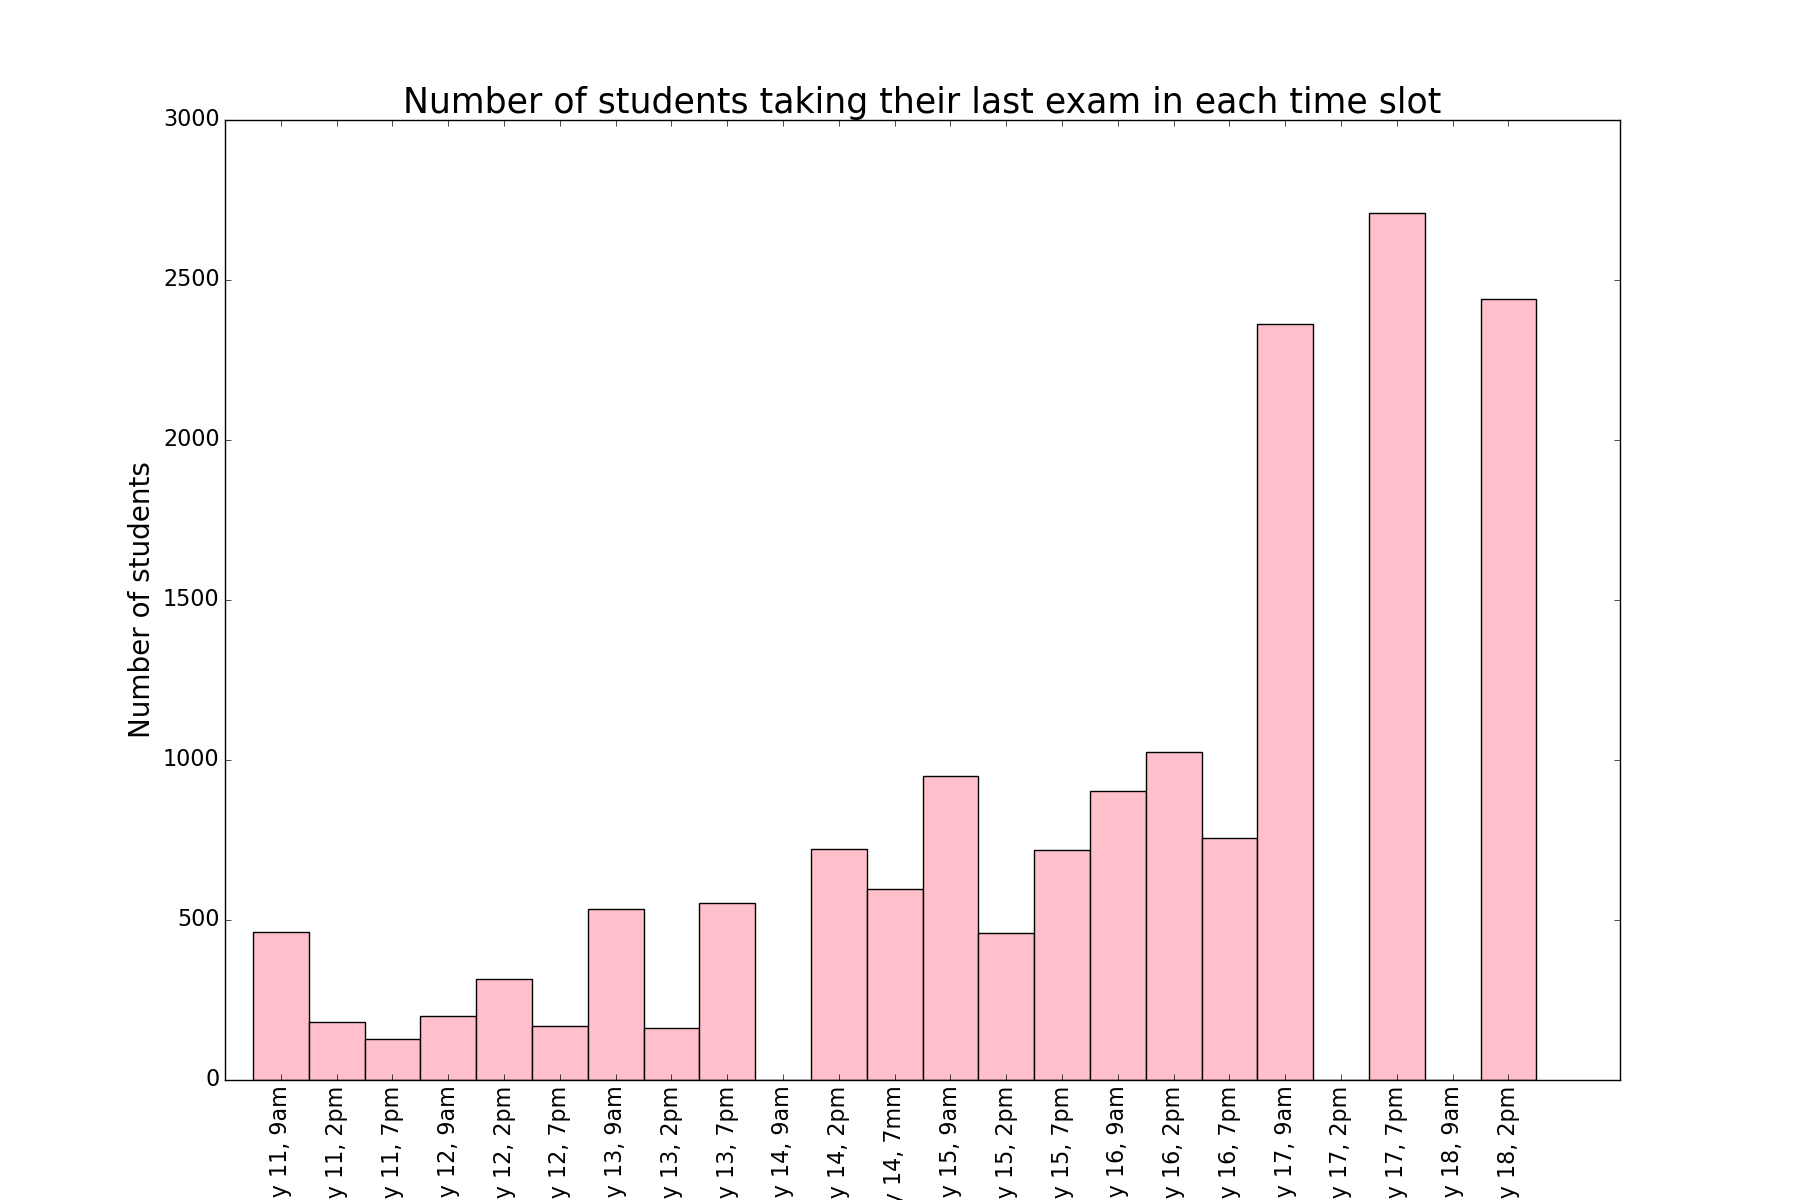 Number of students taking their last exam in each time slot
Number of students
3000
2500
2000
1500
1000
500
0
y 11, 9am
y 11, 2pm
y 11, 7pm
y 12, 9am
y 12, 2pm
y 12, 7pm
y 13, 9am
y 13, 2pm
y 13, 7pm
y 14, 9am
y 14, 2pm
y 14, 7mm
y 15, 9am
y 15, 2pm
y 15, 7pm
y 16, 9am
y 16, 2pm
y 16, 7pm
y 17, 9am
y 17, 2pm
y 17, 7pm
y 18, 9am
y 18, 2pm